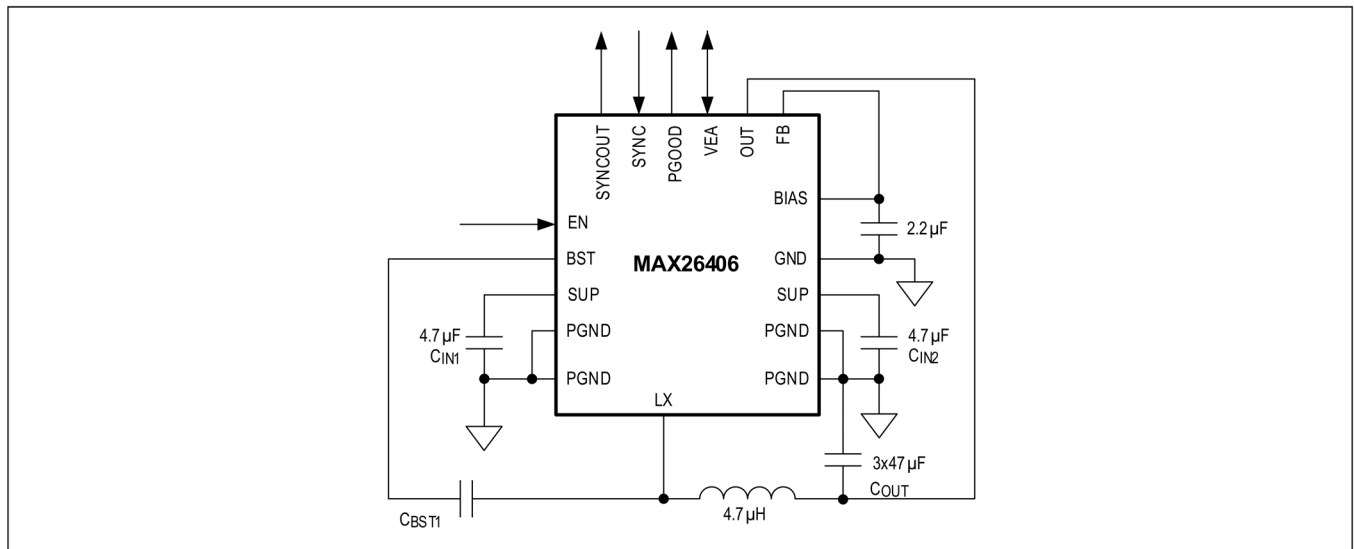 SYNCOUT
SYNC
PGOOD
VEA
OUT
FB
BIAS
2.2µF
EN
BST
MAX26406
GND
SUP
SUP
4.7µF
CIN1
PGND
PGND
4.7µF
CIN2
PGND
PGND
LX
3x47µF
COUT
CBST1
4.7µH